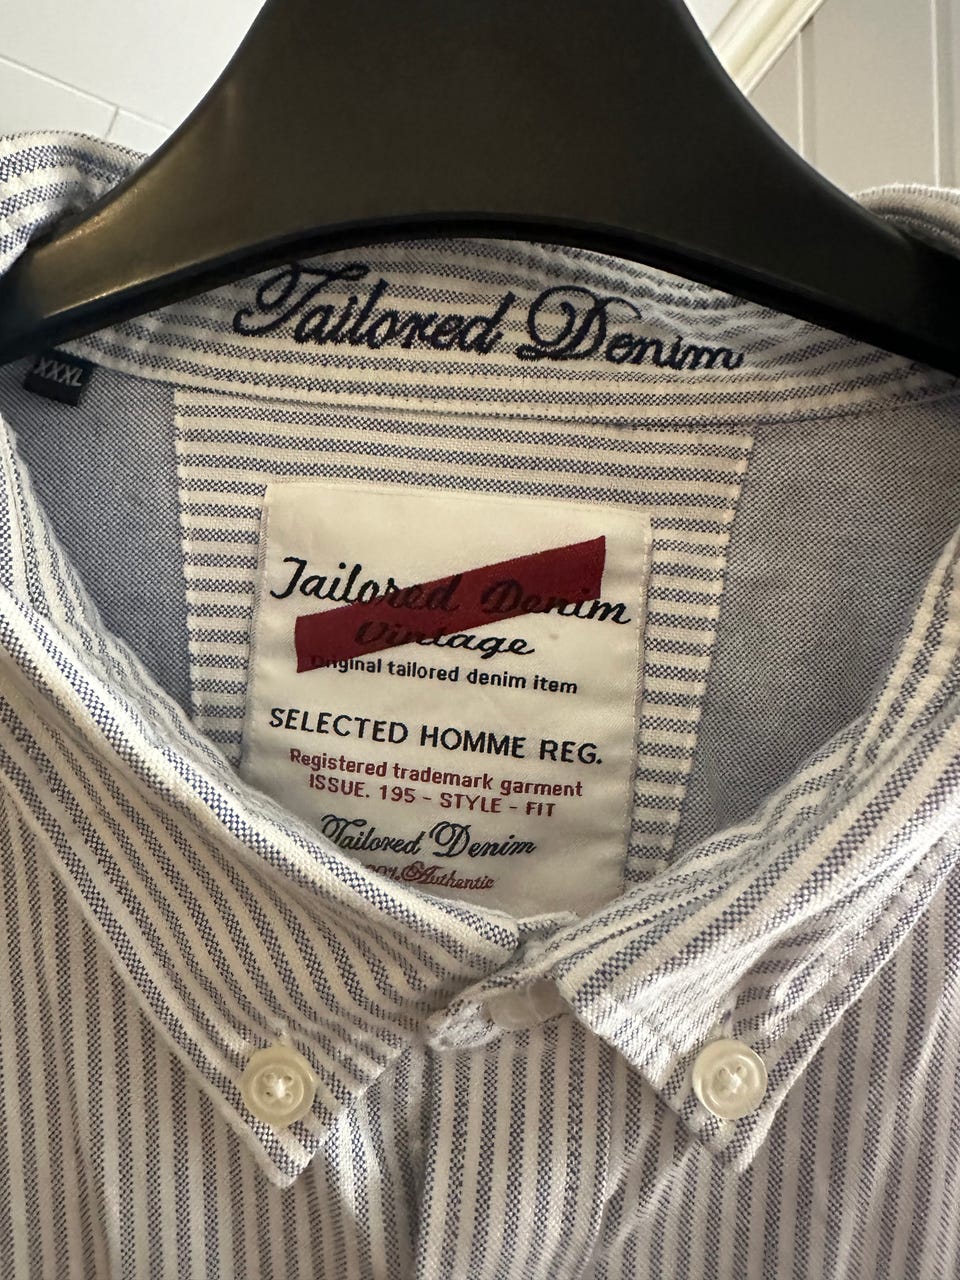 Tailored Denim
XXXL
Tailored Denim
Vintage
Original tailored denim item
SELECTED HOMME REG.
Registered trademark garment
ISSUE. 195 - STYLE - FIT
Tailored Denim
Authentic